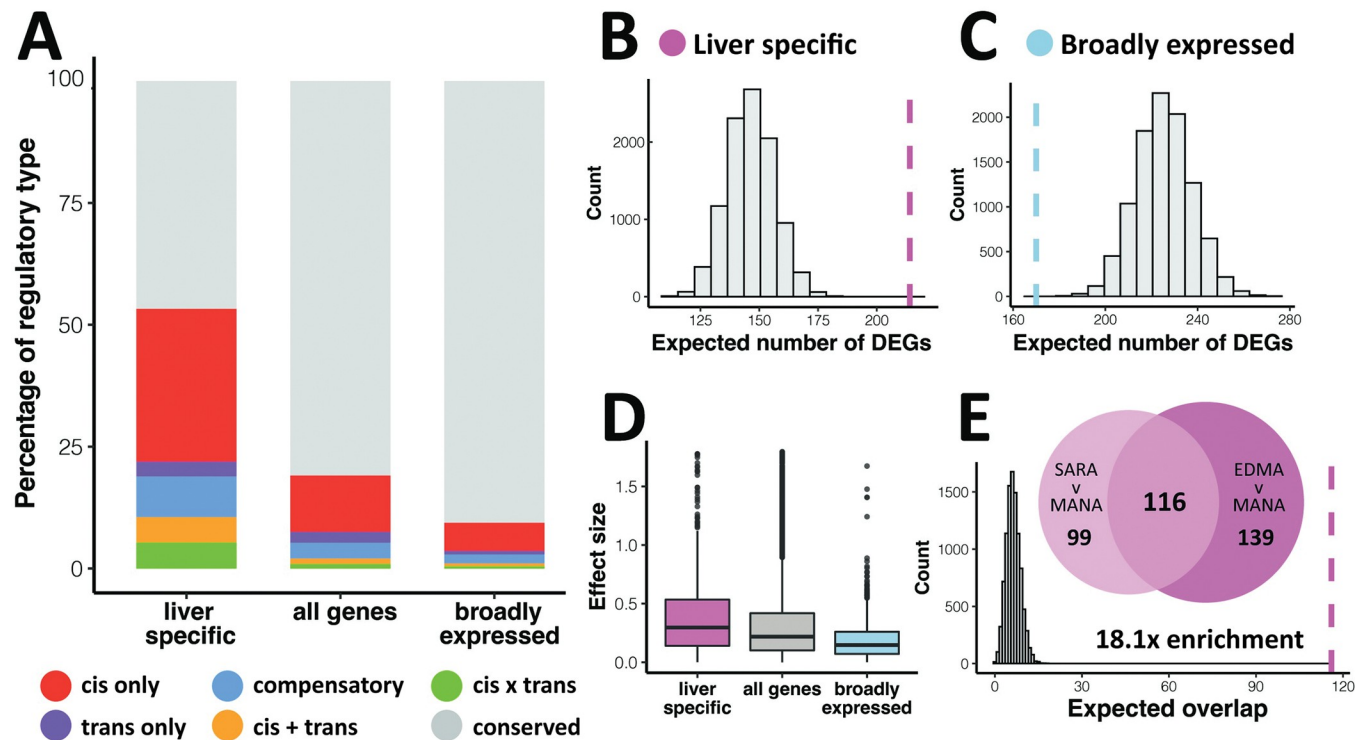 A
Percentage of regulatory type
100
75
50
25
0
liver
specific
all genes
broadly
expressed
cis only
compensatory
cis x trans
trans only
cis + trans
conserved
B
Liver specific
Count
2000
1000
0
125
150
175
200
Expected number of DEGs
C
Broadly expressed
Count
2000
1500
1000
500
0
160
200
240
280
Expected number of DEGs
D
Effect size
1.5
1.0
0.5
0.0
liver
specific
all genes
broadly
expressed
E
Count
1500
1000
500
0
SARA
v
MANA
99
116
EDMA
v
MANA
139
18.1x enrichment
0
30
60
90
120
Expected overlap